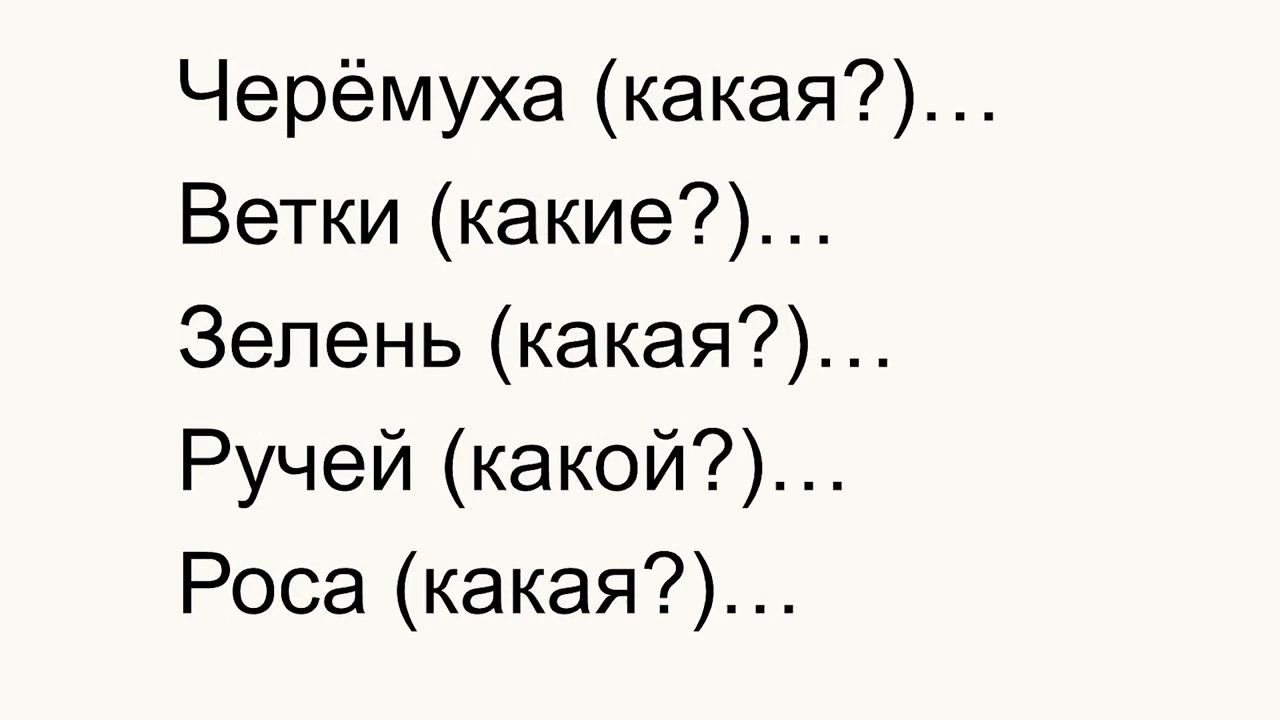 Черёмуха (какая?)…
Ветки (какие?)…
Зелень (какая?)…
Ручей (какой?)…
Роса (какая?)…